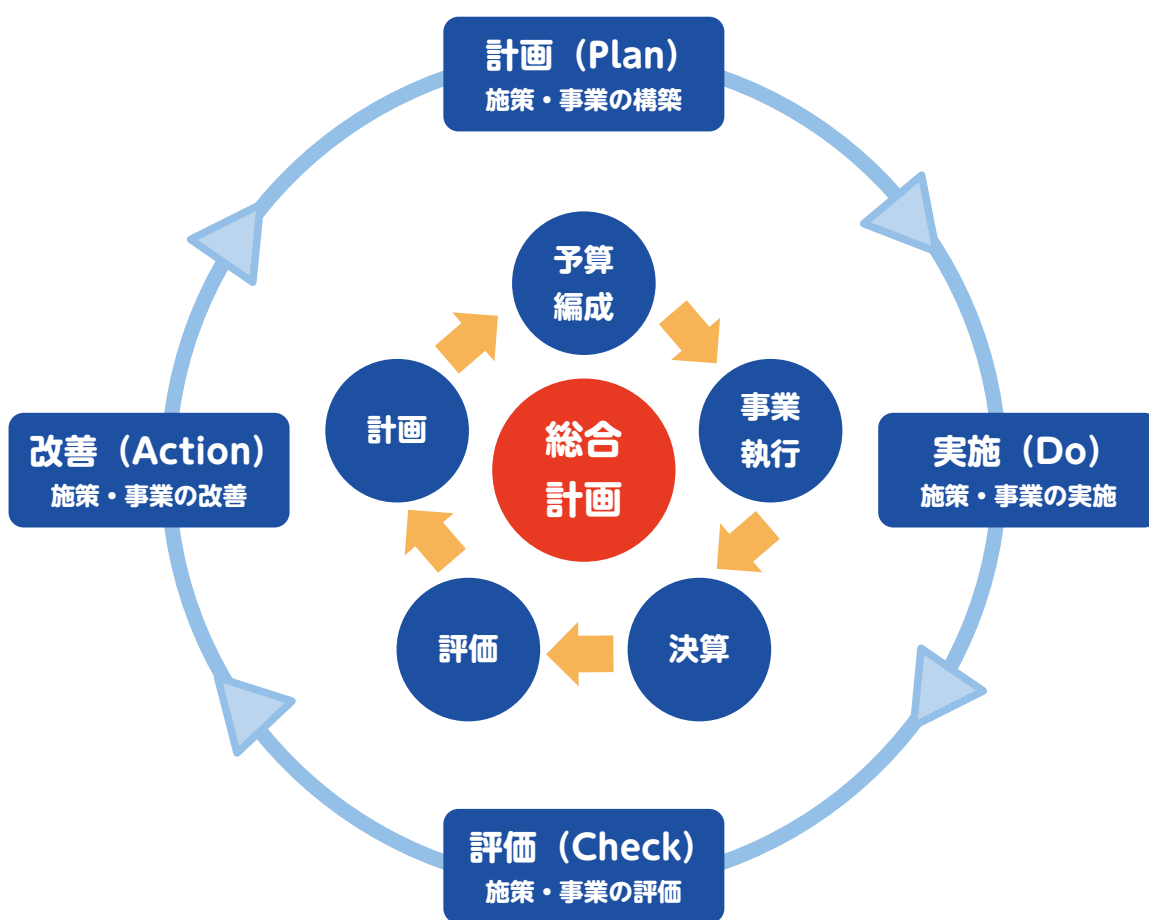 計画（Plan）
施策・事業の構築
予算
編成
計画
事業
執行
総合
計画
改善（Action）
施策・事業の改善
実施（Do）
施策・事業の実施
評価
決算
評価（Check）
施策・事業の評価